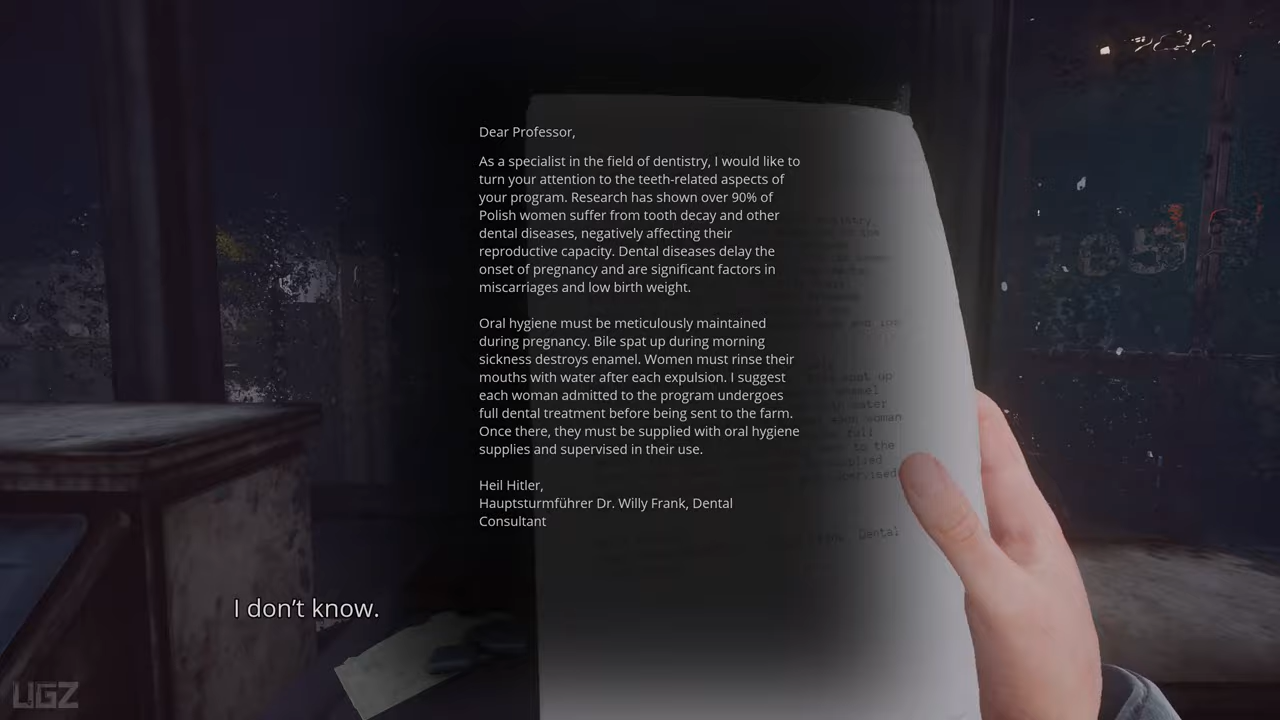 Dear Professor,
As a specialist in the field of dentistry, I would like to
turn your attention to the teeth-related aspects of
your program. Research has shown over 90% of
Polish women suffer from tooth decay and other
dental diseases, negatively affecting their
reproductive capacity. Dental diseases delay the
onset of pregnancy and are significant factors in
miscarriages and low birth weight.
Oral hygiene must be meticulously maintained
during pregnancy. Bile spat up during morning
sickness destroys enamel. Women must rinse their
mouths with water after each expulsion. I suggest
each woman admitted to the program undergoes
full dental treatment before being sent to the farm.
Once there, they must be supplied with oral hygiene
supplies and supervised in their use.
Heil Hitler,
Hauptsturmführer Dr. Willy Frank, Dental
Consultant
I don't know.
UGZ